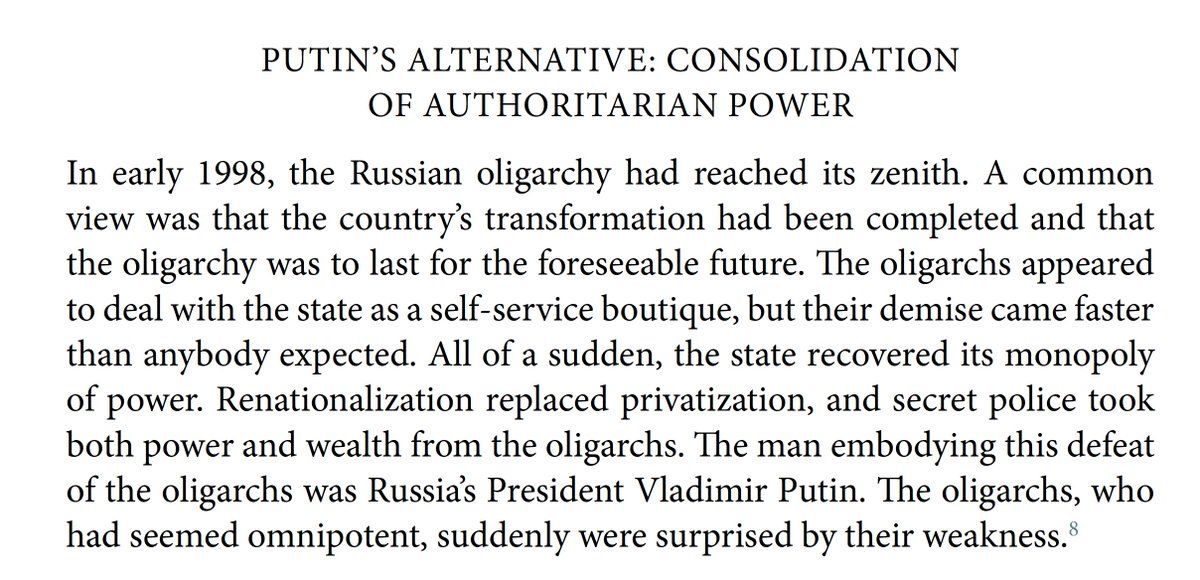 PUTIN’S ALTERNATIVE: CONSOLIDATION
OF AUTHORITARIAN POWER
In early 1998, the Russian oligarchy had reached its zenith. A common
view was that the country’s transformation had been completed and that
the oligarchy was to last for the foreseeable future. The oligarchs appeared
to deal with the state as a self-service boutique, but their demise came faster
than anybody expected. All of a sudden, the state recovered its monopoly
of power. Renationalization replaced privatization, and secret police took
both power and wealth from the oligarchs. The man embodying this defeat
of the oligarchs was Russia’s President Vladimir Putin. The oligarchs, who
had seemed omnipotent, suddenly were surprised by their weakness.8